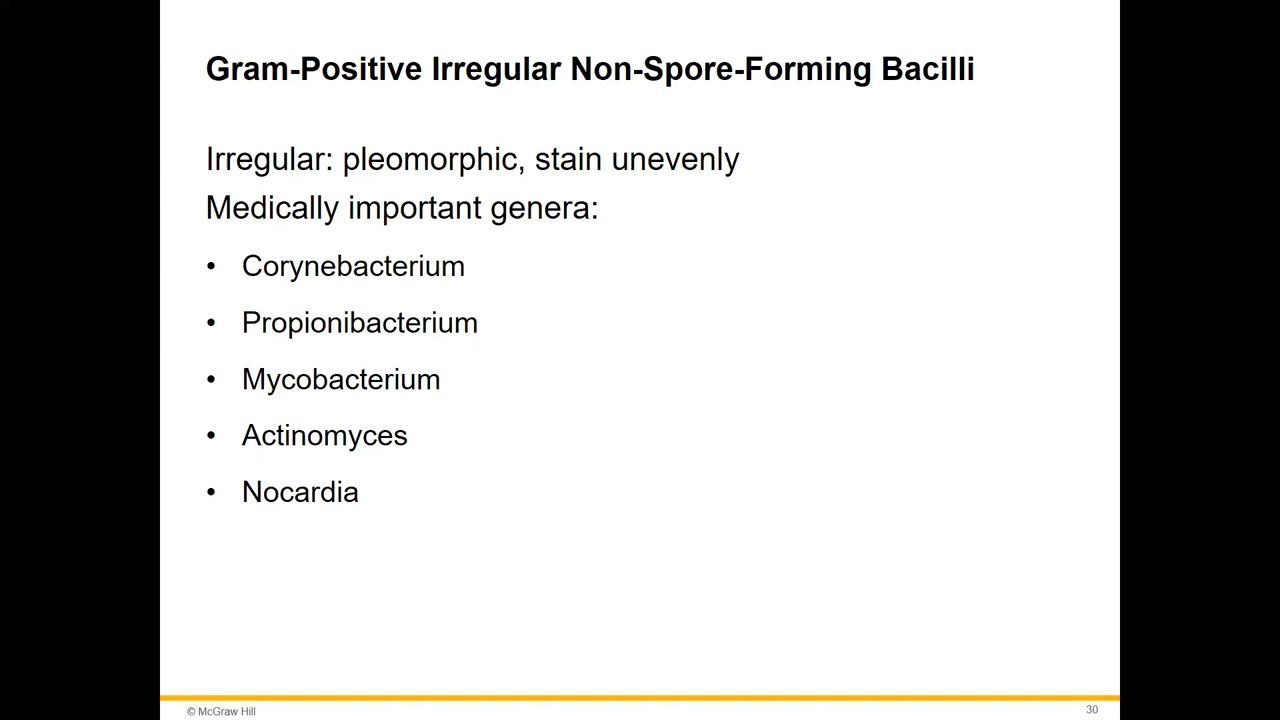 Gram-Positive Irregular Non-Spore-Forming Bacilli
Irregular: pleomorphic, stain unevenly
Medically important genera:
• Corynebacterium
• Propionibacterium
• Mycobacterium
• Actinomyces
• Nocardia
© McGraw Hill
30